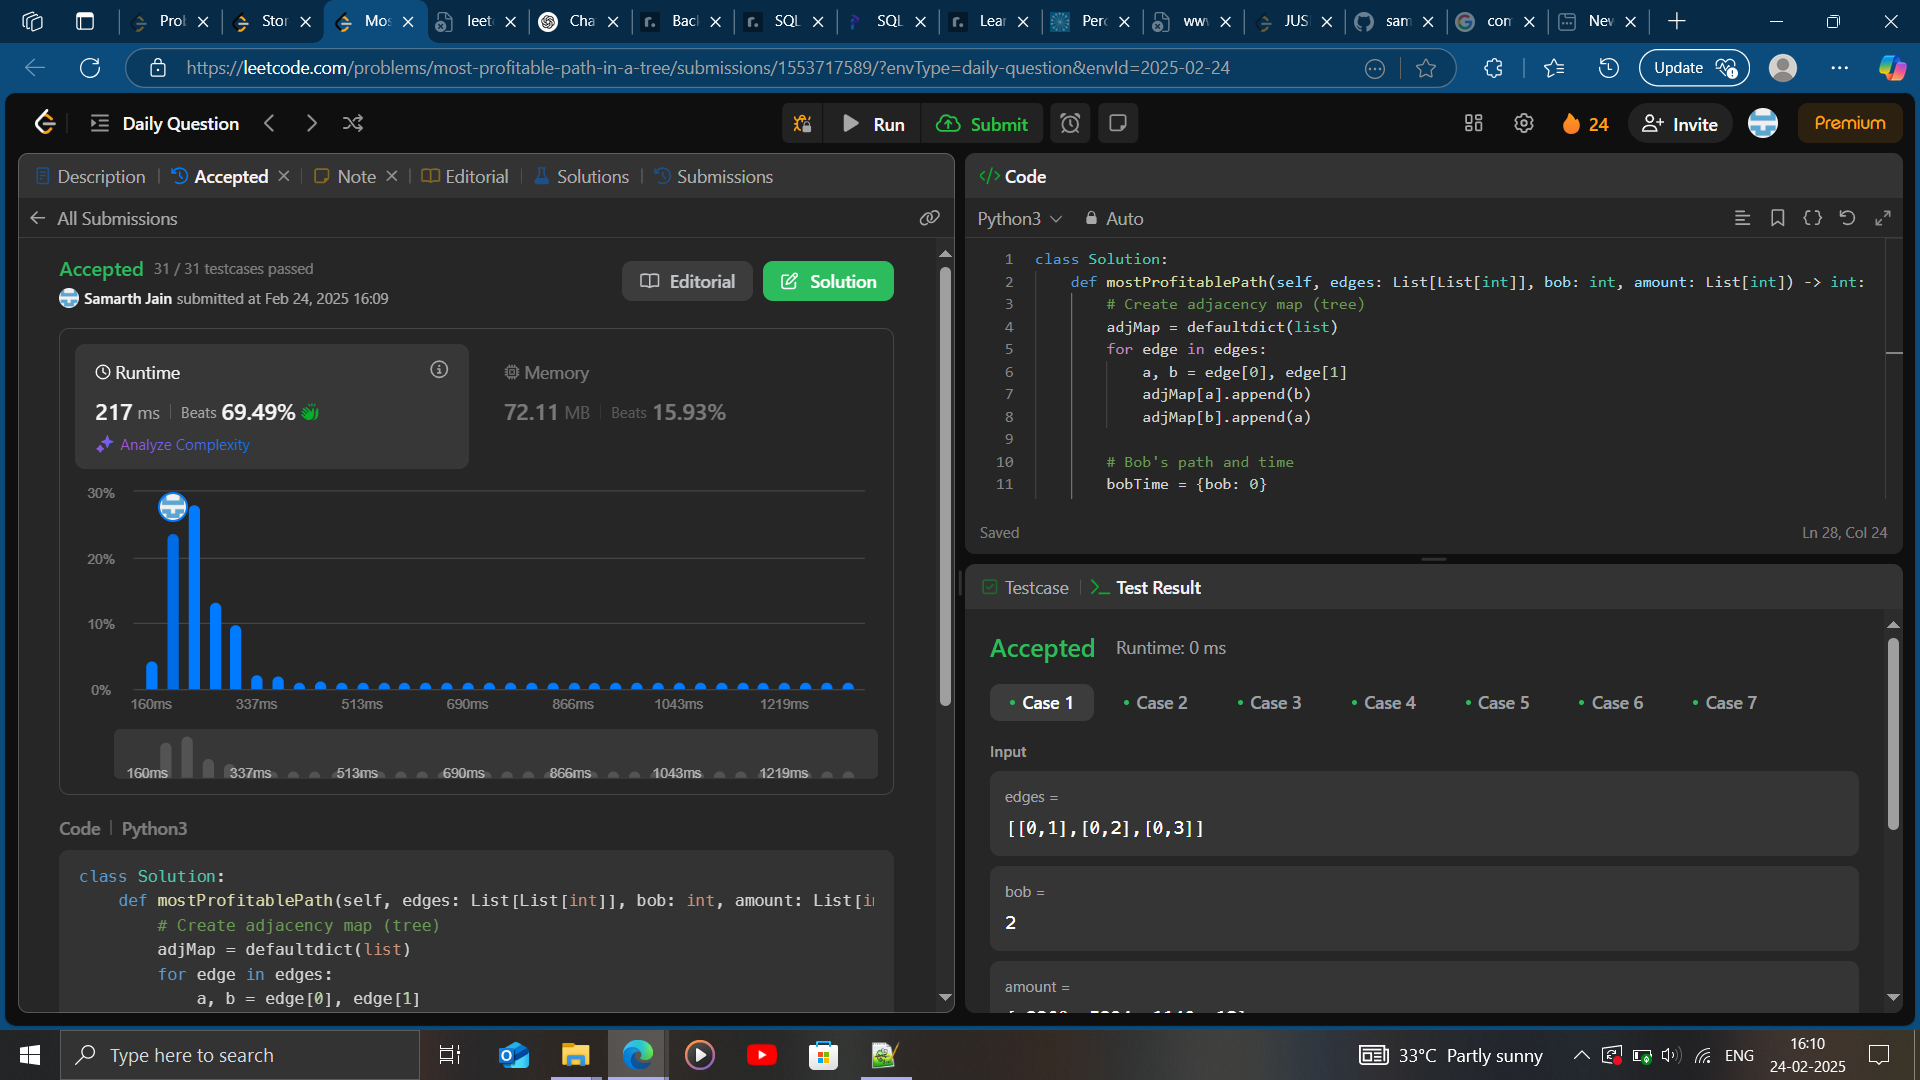 Prob
Stor
Mos
leet
Cha
Bacl
SQL
SQL
Lear
Perc
ww
JUS
sam
com
New
https://leetcode.com/problems/most-profitable-path-in-a-tree/submissions/1553717589/?envType=daily-question&envId=2025-02-24
Update
Daily Question
Run
Submit
24
Invite
Premium
Description
Accepted
Note
Editorial
Solutions
Submissions
All Submissions
Accepted 31 / 31 testcases passed
Samarth Jain submitted at Feb 24, 2025 16:09
Editorial
Solution
Runtime
217 ms Beats 69.49%
Analyze Complexity
Memory
72.11 MB Beats 15.93%
30%
20%
10%
0%
160ms 337ms 513ms 690ms 866ms 1043ms 1219ms
160ms 337ms 513ms 690ms 866ms 1043ms 1219ms
Code | Python3
class Solution:
def mostProfitablePath(self, edges: List[List[int]], bob: int, amount: List[in
# Create adjacency map (tree)
adjMap = defaultdict(list)
for edge in edges:
a, b = edge[0], edge[1]
</> Code
Python3 Auto
1 class Solution:
2 def mostProfitablePath(self, edges: List[List[int]], bob: int, amount: List[int]) -> int:
3 # Create adjacency map (tree)
4 adjMap = defaultdict(list)
5 for edge in edges:
6 a, b = edge[0], edge[1]
7 adjMap[a].append(b)
8 adjMap[b].append(a)
9
10 # Bob's path and time
11 bobTime = {bob: 0}
Saved
Ln 28, Col 24
Testcase
Test Result
Accepted Runtime: 0 ms
Case 1 Case 2 Case 3 Case 4 Case 5 Case 6 Case 7
Input
edges =
[[0,1],[0,2],[0,3]]
bob =
2
amount =
Type here to search
33°C Partly sunny
ENG
16:10
24-02-2025